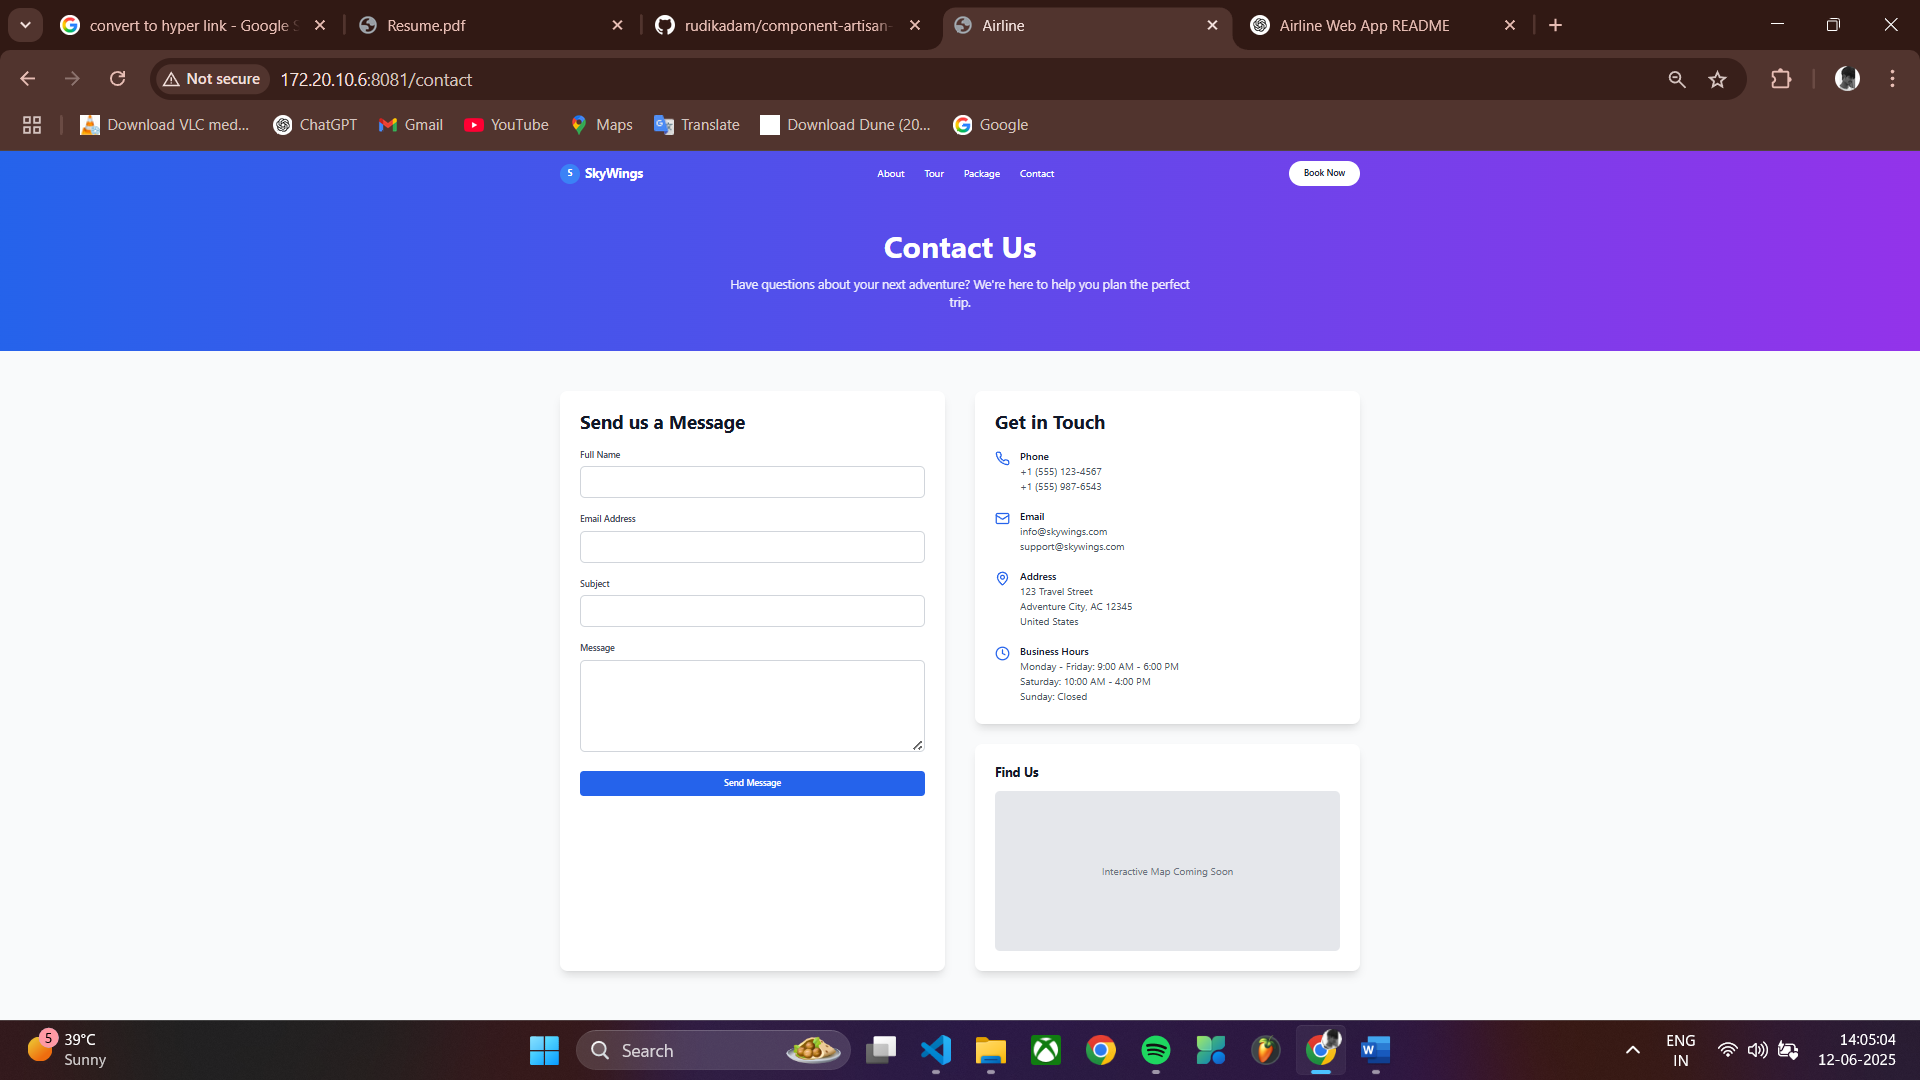 convert to hyper link - Google S
Resume.pdf
rudikadam/component-artisan-
Airline
Airline Web App README
Not secure
172.20.10.6:8081/contact
Download VLC med...
ChatGPT
Gmail
YouTube
Maps
Translate
Download Dune (20...
Google
S
SkyWings
About
Tour
Package
Contact
Book Now
Contact Us
Have questions about your next adventure? We're here to help you plan the perfect
trip.
Send us a Message
Full Name
Email Address
Subject
Message
Send Message
Get in Touch
Phone
+1 (555) 123-4567
+1 (555) 987-6543
Email
info@skywings.com
support@skywings.com
Address
123 Travel Street
Adventure City, AC 12345
United States
Business Hours
Monday - Friday: 9:00 AM - 6:00 PM
Saturday: 10:00 AM - 4:00 PM
Sunday: Closed
Find Us
Interactive Map Coming Soon
5
39°C
Sunny
Search
W
ENG
IN
14:05:04
12-06-2025